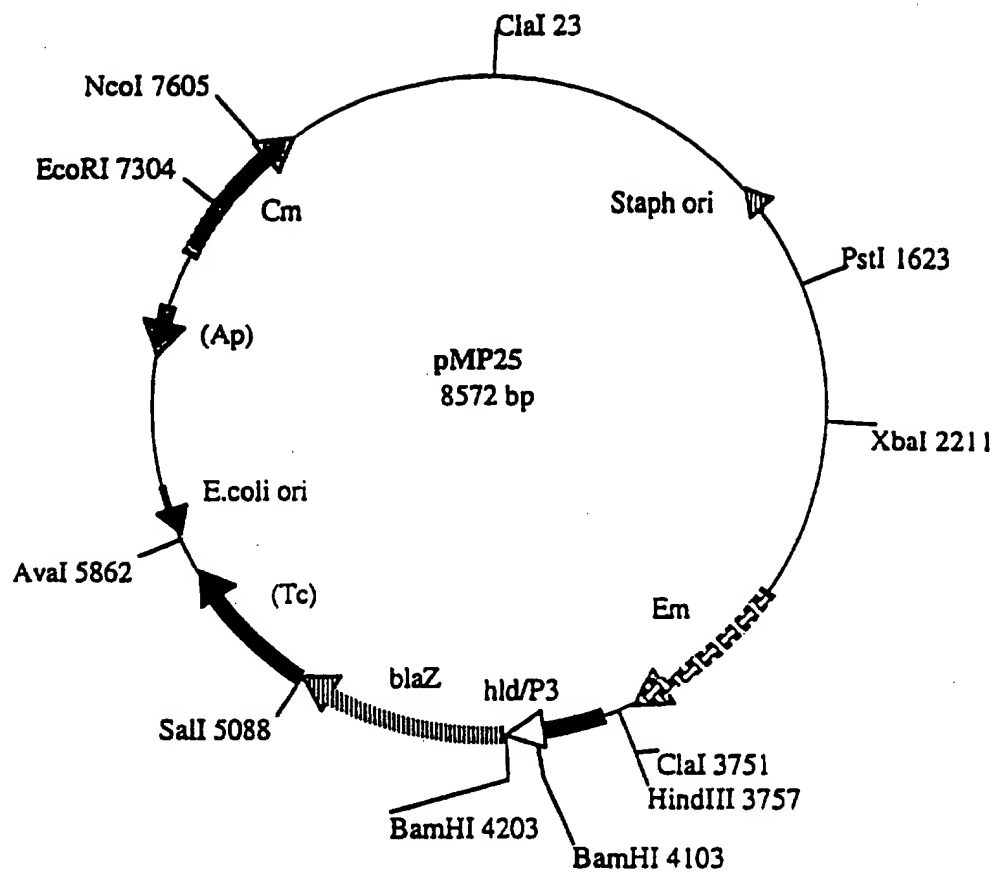 ClaI 23
NcoI 7605
EcoRI 7304
Cm
Staph ori
PstI 1623
(Ap)
pMP25
8572 bp
XbaI 2211
E.coli ori
AvaI 5862
(Tc)
Em
blaZ
hld/P3
SalI 5088
ClaI 3751
HindIII 3757
BamHI 4203
BamHI 4103